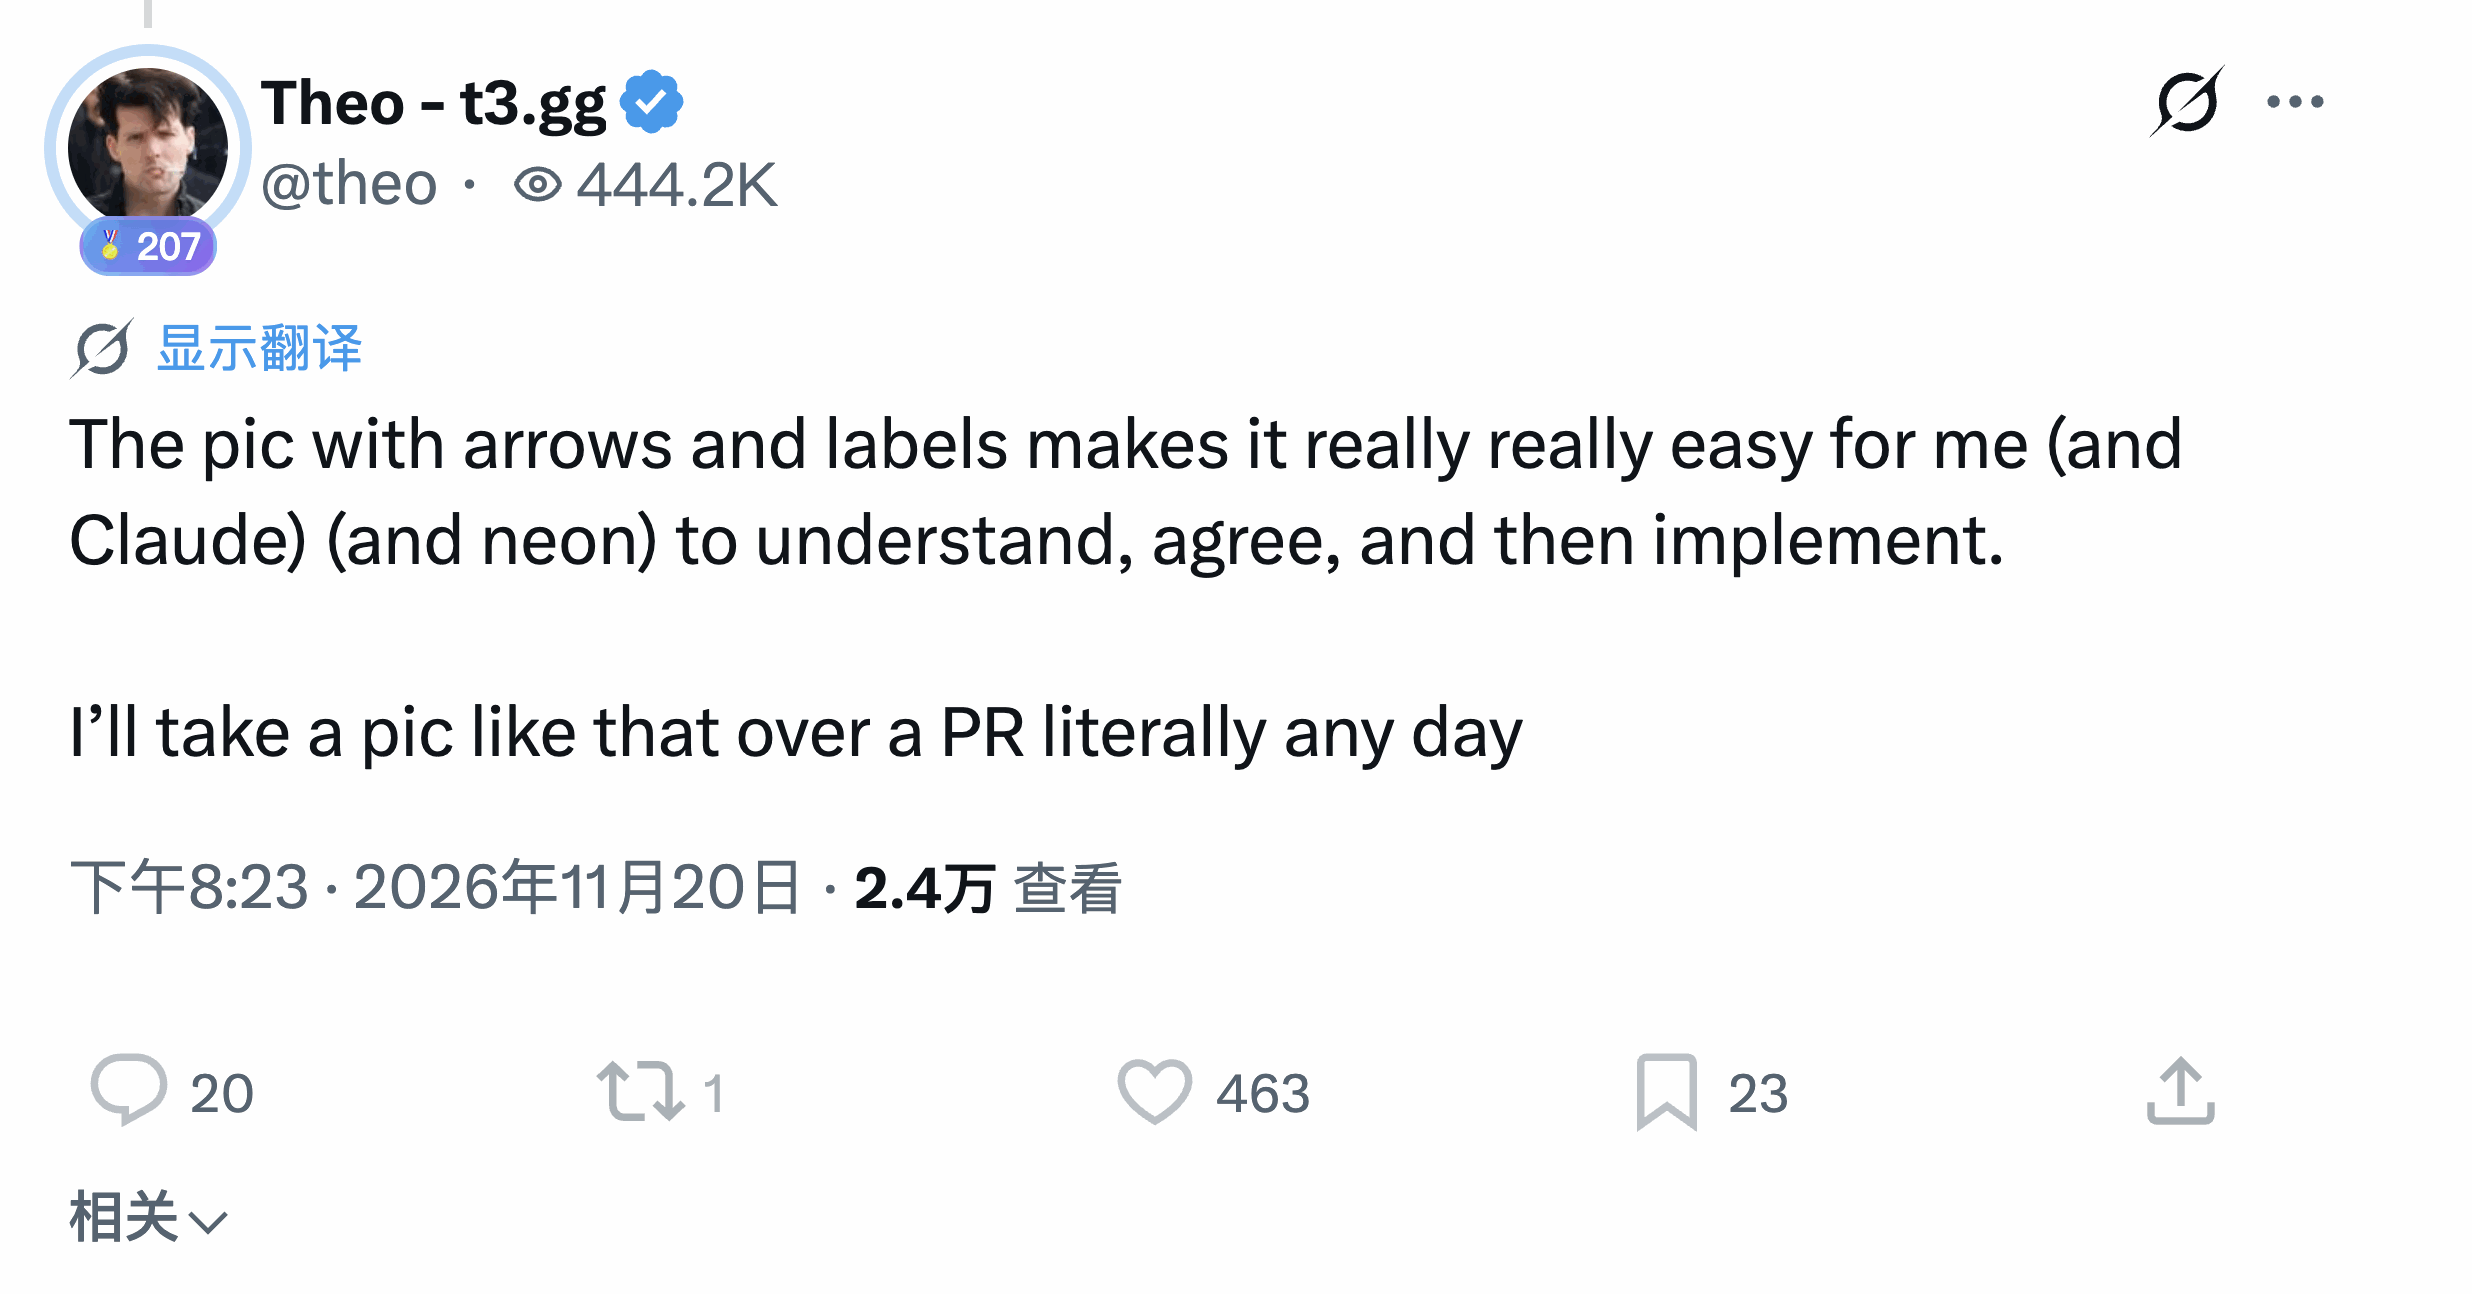 Theo - t3.gg
@theo · 444.2K
207
显示翻译
The pic with arrows and labels makes it really really easy for me (and
Claude) (and neon) to understand, agree, and then implement.
I’ll take a pic like that over a PR literally any day
下午8:23 · 2026年11月20日 · 2.4万 查看
20 1 463 23
相关